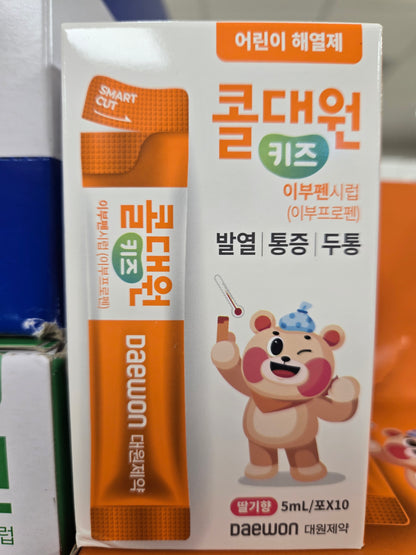 어린이 해열제
콜대원
키즈
이부펜시럽
(이부프로펜)
발열 | 통증 | 두통
SMART
CUT
콜대원
키즈
이부펜시럽 (이부프로펜)
DAEWON 대원제약
딸기향 5mL/포X10
DAEWON 대원제약
럽